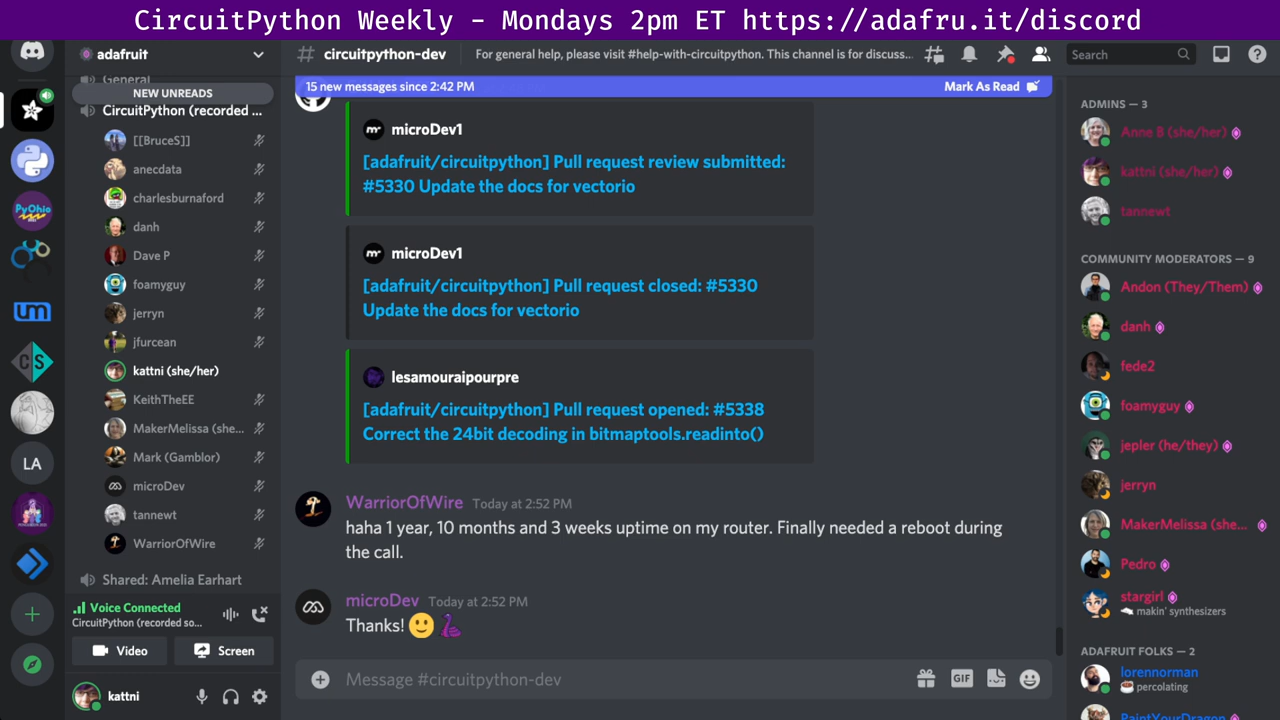 CircuitPython Weekly - Mondays 2pm ET https://adafru.it/discord
adafruit
General
NEW UNREADS
CircuitPython (recorded ...
[[BruceS]]
anecdata
charlesburnaford
danh
Dave P
foamyguy
jerryn
jfurcean
kattni (she/her)
KeithTheEE
MakerMelissa (she...
Mark (Gamblor)
microDev
tannewt
WarriorOfWire
Shared: Amelia Earhart
Voice Connected
CircuitPython (recorded so...
Video
Screen
kattni
PyOhio
um
CS
LA
# circuitpython-dev
For general help, please visit #help-with-circuitpython. This channel is for discuss...
Search
15 new messages since 2:42 PM
Mark As Read
microDev1
[adafruit/circuitpython] Pull request review submitted:
#5330 Update the docs for vectorio
microDev1
[adafruit/circuitpython] Pull request closed: #5330
Update the docs for vectorio
lesamouraipourpre
[adafruit/circuitpython] Pull request opened: #5338
Correct the 24bit decoding in bitmaptools.readinto()
WarriorOfWire Today at 2:52 PM
haha 1 year, 10 months and 3 weeks uptime on my router. Finally needed a reboot during
the call.
microDev Today at 2:52 PM
Thanks!
Message #circuitpython-dev
GIF
ADMINS — 3
Anne B (she/her)
kattni (she/her)
tannewt
COMMUNITY MODERATORS — 9
Andon (They/Them)
danh
fede2
foamyguy
jepler (he/they)
jerryn
MakerMelissa (she...
Pedro
stargirl
makin' synthesizers
ADAFRUIT FOLKS — 2
lorennorman
percolating
PaintYourDragon